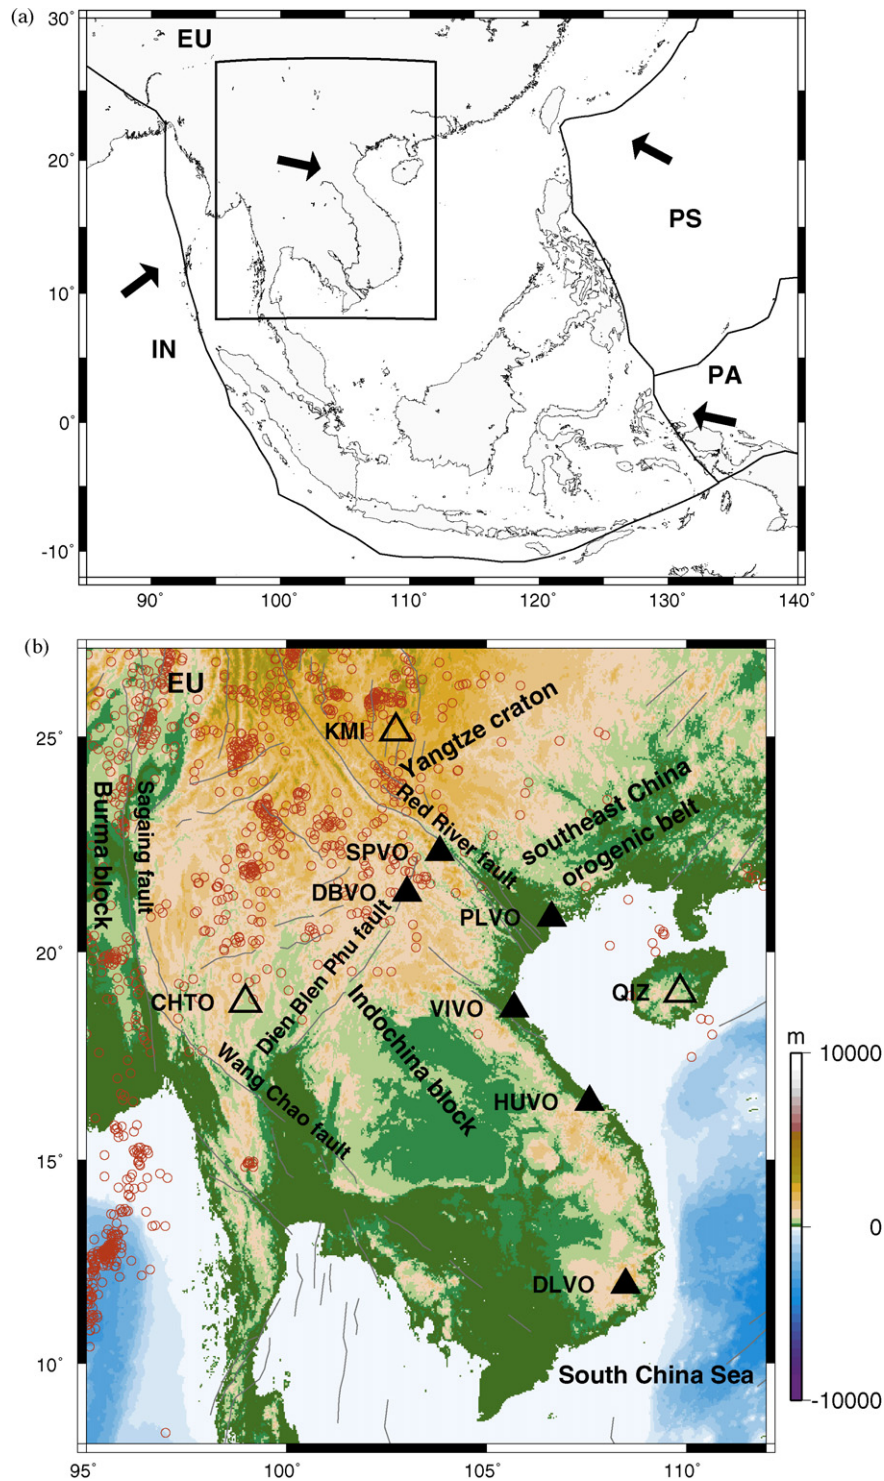 (a)
30°
EU
20°
PS
10°
IN
PA
0°
-10°
90°
100°
110°
120°
130°
140°
(b)
EU
KMI
Yangtze craton
25°
Burma block
Sagaing fault
Red River fault
southeast China
orogenic belt
SPVO
DBVO
PLVO
Dien Bien Phu fault
20°
CHTO
QIZ
VIVO
Indochina block
Wang Chao fault
m
10000
HUVO
15°
0
DLVO
10°
South China Sea
-10000
95°
100°
105°
110°